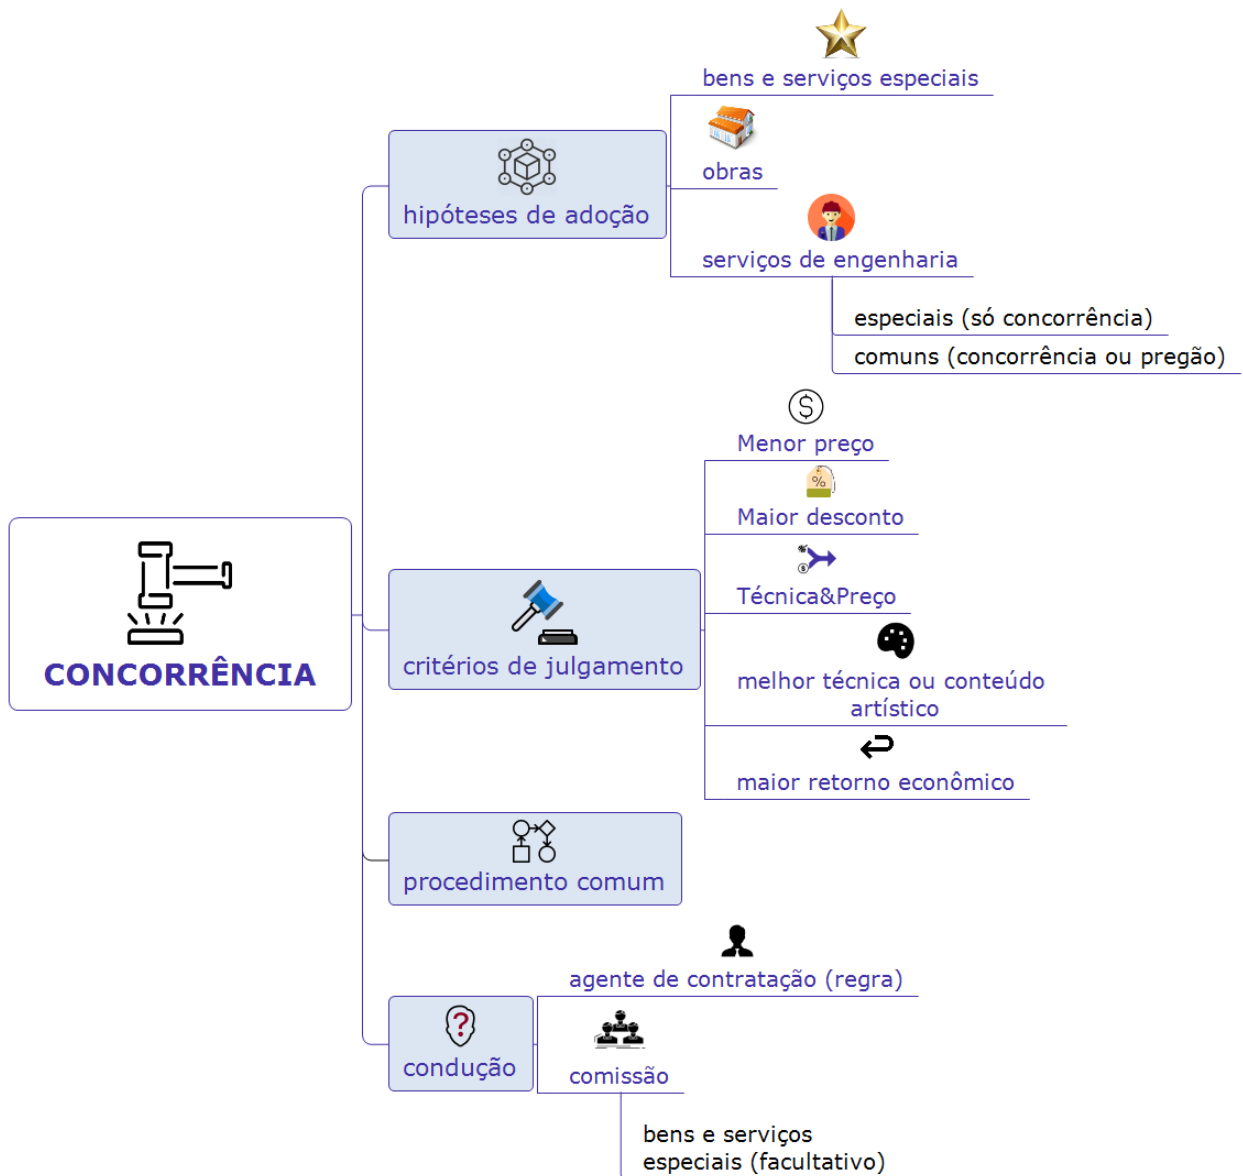 bens e serviços especiais
obras
hipóteses de adoção
serviços de engenharia
especiais (só concorrência)
comuns (concorrência ou pregão)
$
Menor preço
%
Maior desconto
$
Técnica&Preço
CONCORRÊNCIA
critérios de julgamento
melhor técnica ou conteúdo
artístico
maior retorno econômico
procedimento comum
agente de contratação (regra)
?
condução
comissão
bens e serviços
especiais (facultativo)